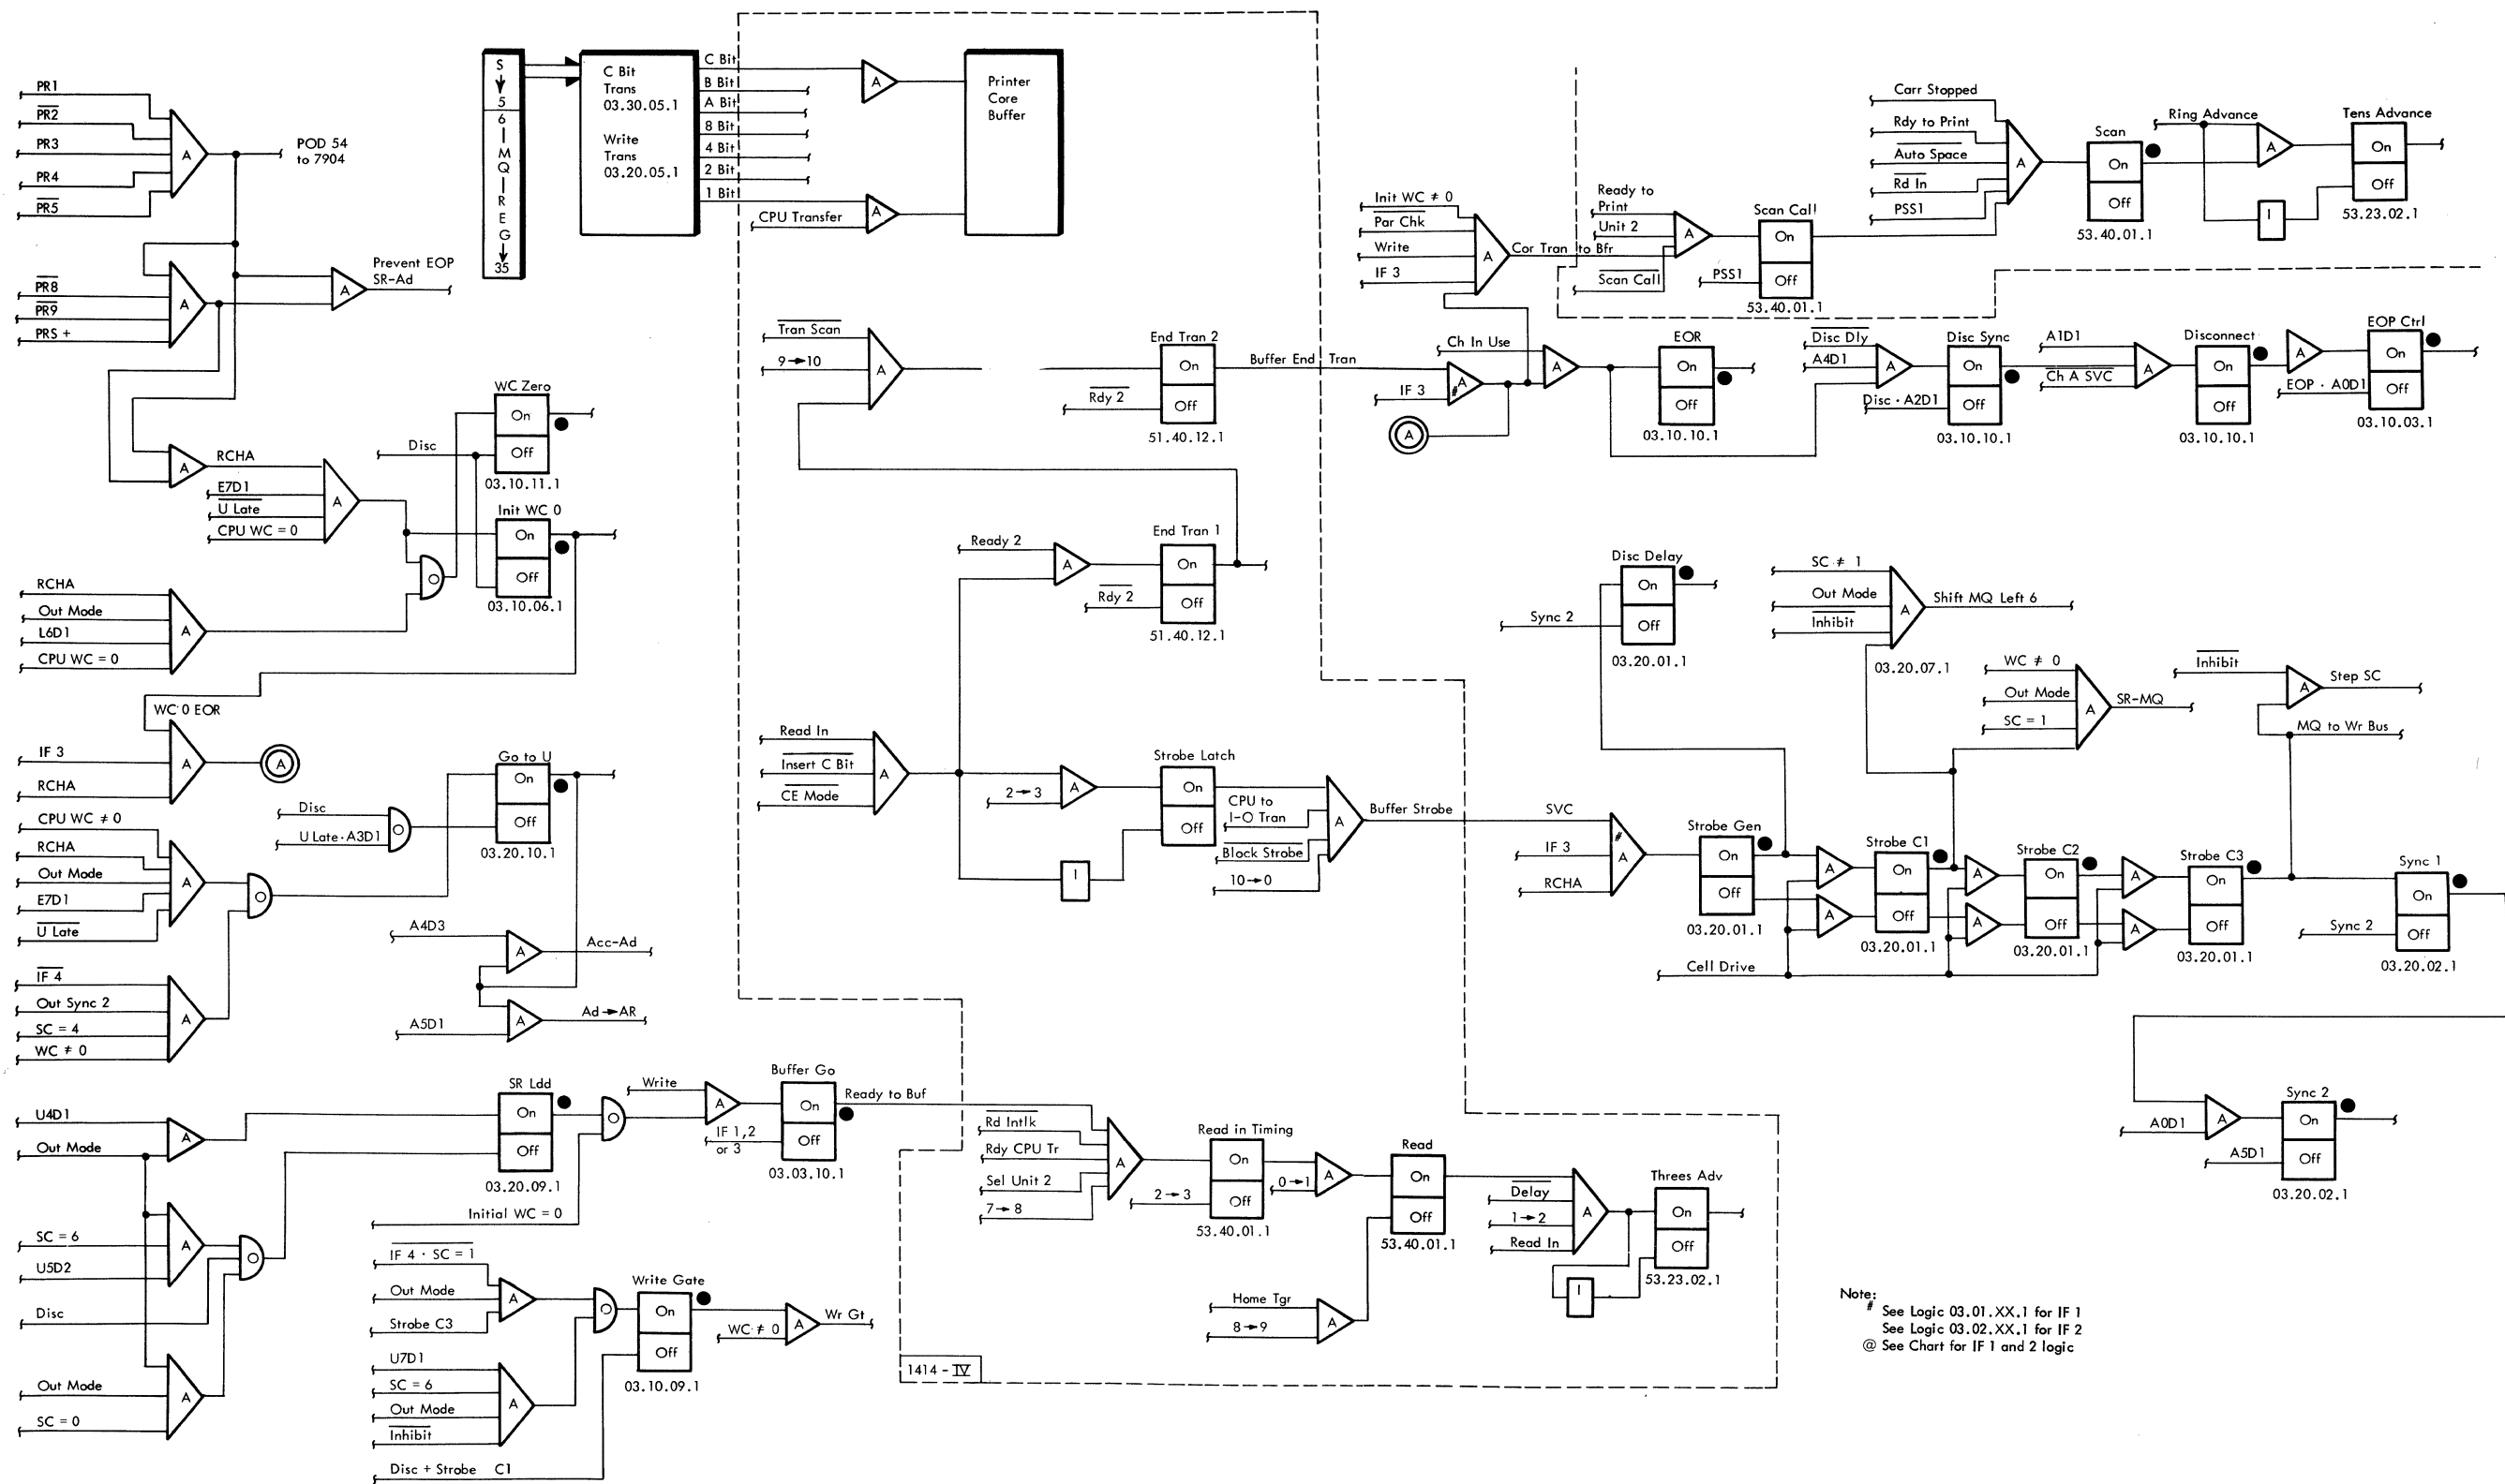 PR1
PR2
PR3
PR4
PR5
A
POD 54
to 7904
PR8
PR9
PRS +
A
A
Prevent EOP
SR-Ad
S
5
6
M
Q
R
E
G
35
C Bit
Trans
03.30.05.1
Write
Trans
03.20.05.1
C Bit
B Bit
A Bit
8 Bit
4 Bit
2 Bit
1 Bit
CPU Transfer
A
A
Printer
Core
Buffer
Init WC ≠ 0
Par Chk
Write
IF 3
A
Cor Tran to Bfr
Ready to
Print
Unit 2
Scan Call
A
Scan Call
On
Off
PSS1
53.40.01.1
Carr Stopped
Rdy to Print
Auto Space
Rd In
PSS1
A
Scan
On
Off
53.40.01.1
Ring Advance
A
I
Tens Advance
On
Off
53.23.02.1
Tran Scan
9→10
A
End Tran 2
On
Off
Rdy 2
51.40.12.1
Buffer End Tran
IF 3
# A
A
Ch In Use
A
EOR
On
Off
03.10.10.1
Disc Dly
A4D1
A
Disc Sync
On
Off
Disc · A2D1
03.10.10.1
A1D1
Ch A SVC
A
Disconnect
On
Off
03.10.10.1
A
EOP Ctrl
On
Off
EOP · A0D1
03.10.03.1
A
RCHA
E7D1
U Late
CPU WC = 0
A
Disc
WC Zero
On
Off
03.10.11.1
Init WC 0
On
Off
03.10.06.1
O
RCHA
Out Mode
L6D1
CPU WC = 0
A
WC 0 EOR
IF 3
RCHA
A
A
Ready 2
A
End Tran 1
On
Off
Rdy 2
51.40.12.1
Disc Delay
On
Off
Sync 2
03.20.01.1
SC ≠ 1
Out Mode
Inhibit
A
Shift MQ Left 6
03.20.07.1
WC ≠ 0
Out Mode
SC = 1
A
SR-MQ
Inhibit
A
Step SC
MQ to Wr Bus
CPU WC ≠ 0
RCHA
Out Mode
E7D1
U Late
A
O
Disc
U Late·A3D1
O
Go to U
On
Off
03.20.10.1
A4D3
A
Acc-Ad
A5D1
A
Ad→AR
IF 4
Out Sync 2
SC = 4
WC ≠ 0
A
Read In
Insert C Bit
CE Mode
A
2→3
A
I
Strobe Latch
On
Off
CPU to
I-O Tran
Block Strobe
10→0
A
Buffer Strobe
SVC
IF 3
RCHA
# A
Strobe Gen
On
Off
03.20.01.1
A
A
Strobe C1
On
Off
03.20.01.1
A
A
Strobe C2
On
Off
03.20.01.1
A
A
Strobe C3
On
Off
03.20.01.1
Cell Drive
Sync 1
On
Off
Sync 2
03.20.02.1
U4D1
Out Mode
A
SR Ldd
On
Off
03.20.09.1
O
Initial WC = 0
Write
A
Buffer Go
On
Off
IF 1,2
or 3
03.03.10.1
Ready to Buf
Rd Intlk
Rdy CPU Tr
Sel Unit 2
7→8
A
Read in Timing
On
Off
2→3
53.40.01.1
0→1
A
Read
On
Off
53.40.01.1
Home Tgr
8→9
A
Delay
1→2
Read In
A
I
Threes Adv
On
Off
53.23.02.1
A0D1
A
Sync 2
On
Off
A5D1
03.20.02.1
SC = 6
U5D2
A
O
Disc
Out Mode
SC = 0
A
IF 4 · SC = 1
Out Mode
Strobe C3
A
O
U7D1
SC = 6
Out Mode
Inhibit
A
Disc + Strobe C1
Write Gate
On
Off
03.10.09.1
WC ≠ 0
A
Wr Gt
1414 - IV
Note:
# See Logic 03.01.XX.1 for IF 1
See Logic 03.02.XX.1 for IF 2
@ See Chart for IF 1 and 2 logic